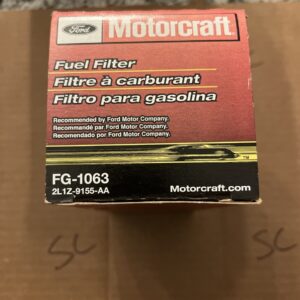 Ford Motorcraft®
Fuel Filter
Filtre à carburant
Filtro para gasolina
Recommended by Ford Motor Company.
Recommandé par Ford Motor Company.
Recomendado por Ford Motor Company.
TM
FG-1063
2L1Z-9155-AA Motorcraft.com
SC SC